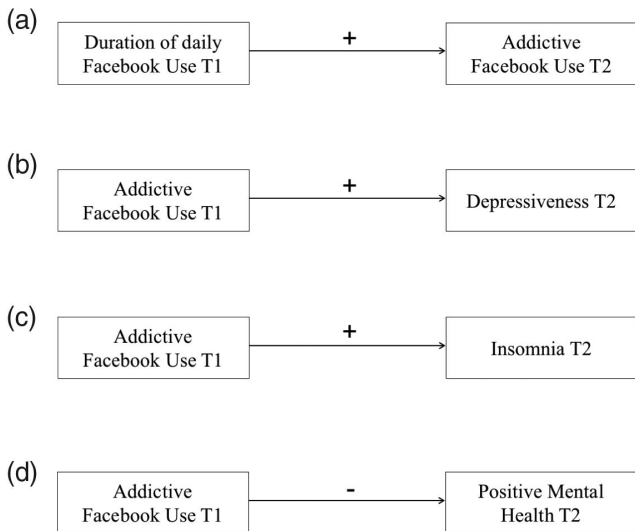 (a)
Duration of daily
Facebook Use T1
+
Addictive
Facebook Use T2
(b)
Addictive
Facebook Use T1
+
Depressiveness T2
(c)
Addictive
Facebook Use T1
+
Insomnia T2
(d)
Addictive
Facebook Use T1
-
Positive Mental
Health T2